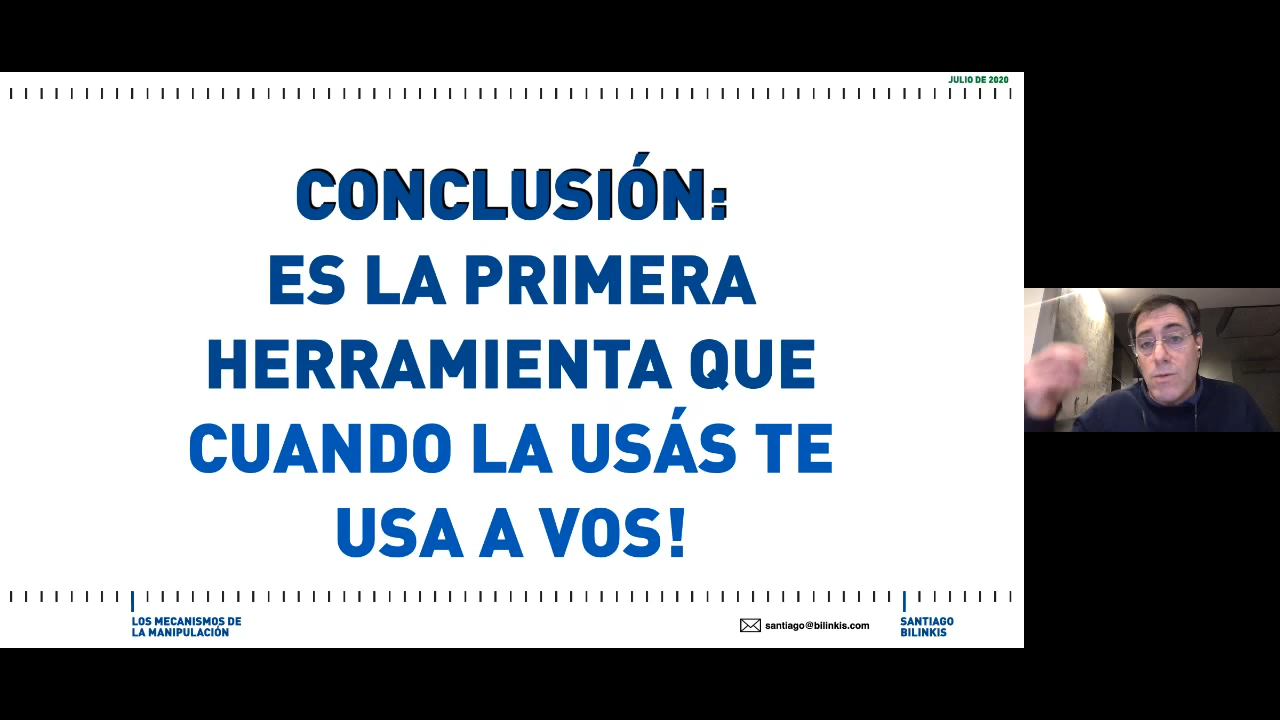 JULIO DE 2020
CONCLUSIÓN:
ES LA PRIMERA
HERRAMIENTA QUE
CUANDO LA USÁS TE
USA A VOS!
LOS MECANISMOS DE
LA MANIPULACIÓN
santiago@bilinkis.com
SANTIAGO
BILINKIS